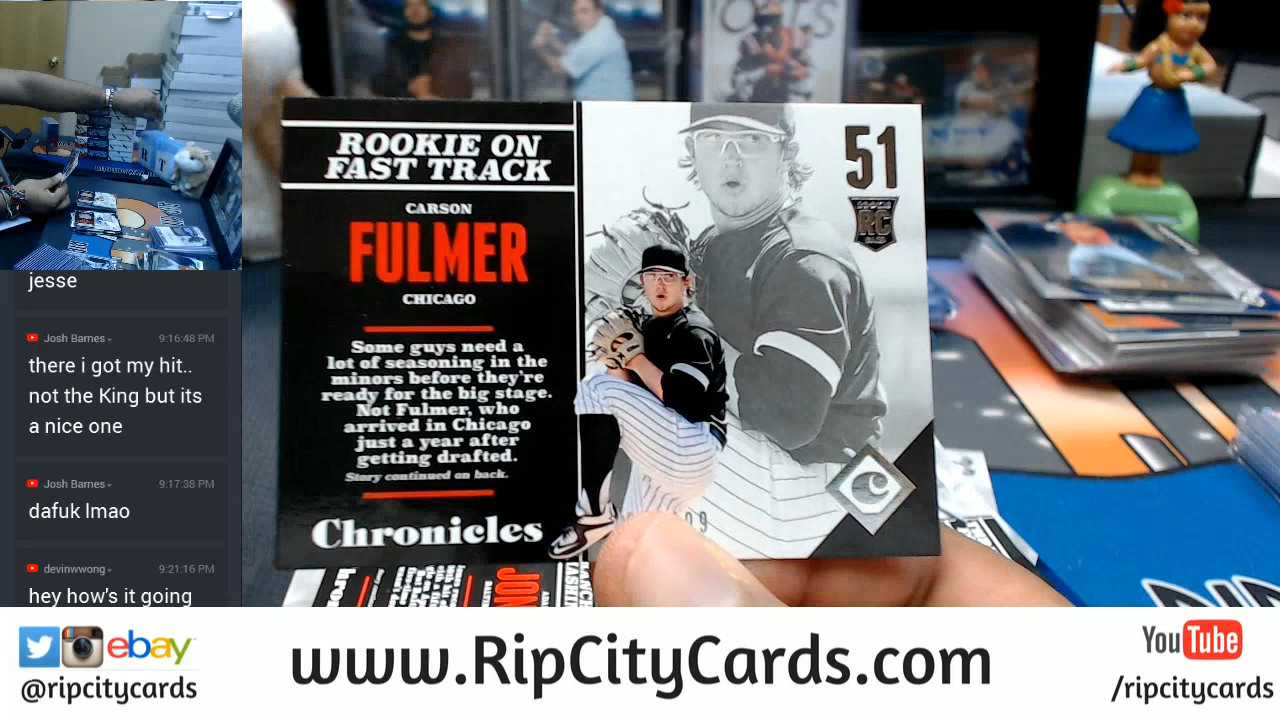 ROOKIE ON
FAST TRACK
CARSON
FULMER
CHICAGO
Some guys need a
lot of seasoning in the
minors before they're
ready for the big stage.
Not Fulmer, who
arrived in Chicago
just a year after
getting drafted.
Story continued on back.
Chronicles
51
ROOKIE
RC
CARD
jesse
Josh Barnes
9:16:48 PM
there i got my hit..
not the King but its
a nice one
Josh Barnes
9:17:38 PM
dafuk lmao
devinwwong
9:21:16 PM
hey how's it going
ebay
@ripcitycards
www.RipCityCards.com
YouTube
/ripcitycards